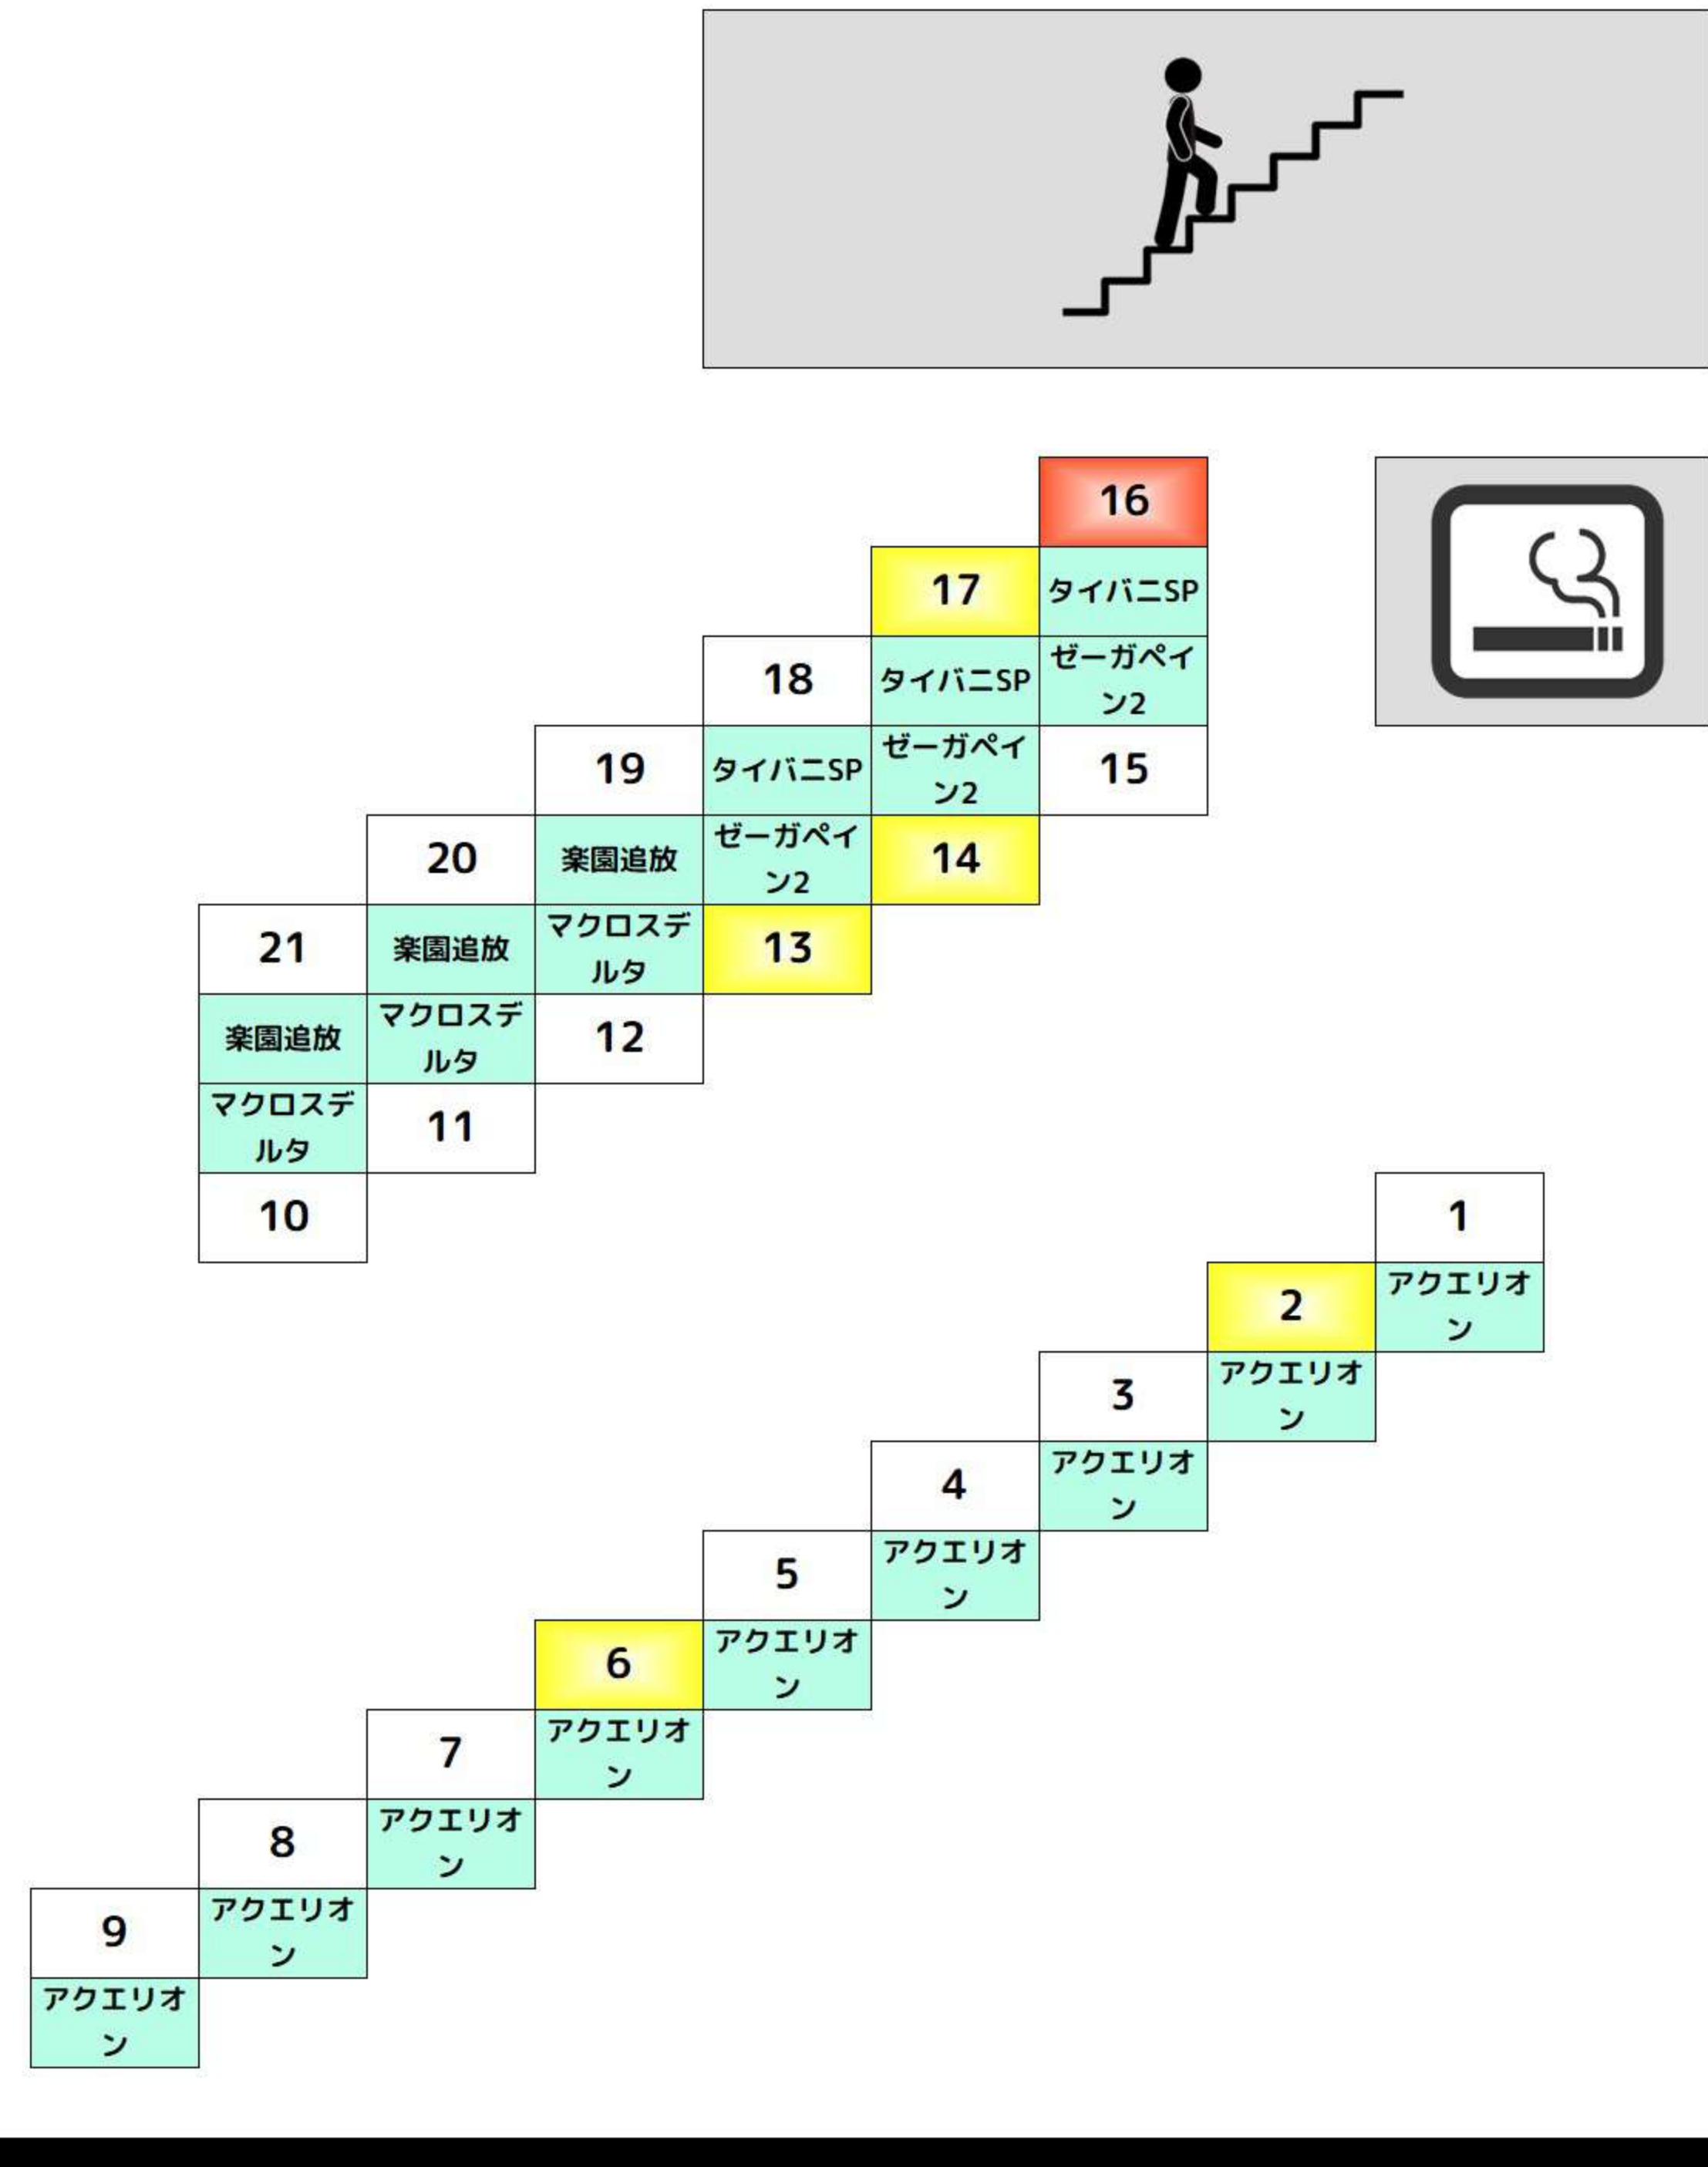 16
17
タイバニSP
18
タイバニSP
ゼーガペイ
ン2
19
タイバニSP
ゼーガペイ
ン2
15
20
楽園追放
ゼーガペイ
ン2
14
21
楽園追放
マクロスデ
ルタ
13
楽園追放
マクロスデ
ルタ
12
マクロスデ
ルタ
11
10
1
2
アクエリオ
ン
3
アクエリオ
ン
4
アクエリオ
ン
5
アクエリオ
ン
6
アクエリオ
ン
7
アクエリオ
ン
8
アクエリオ
ン
9
アクエリオ
ン
アクエリオ
ン